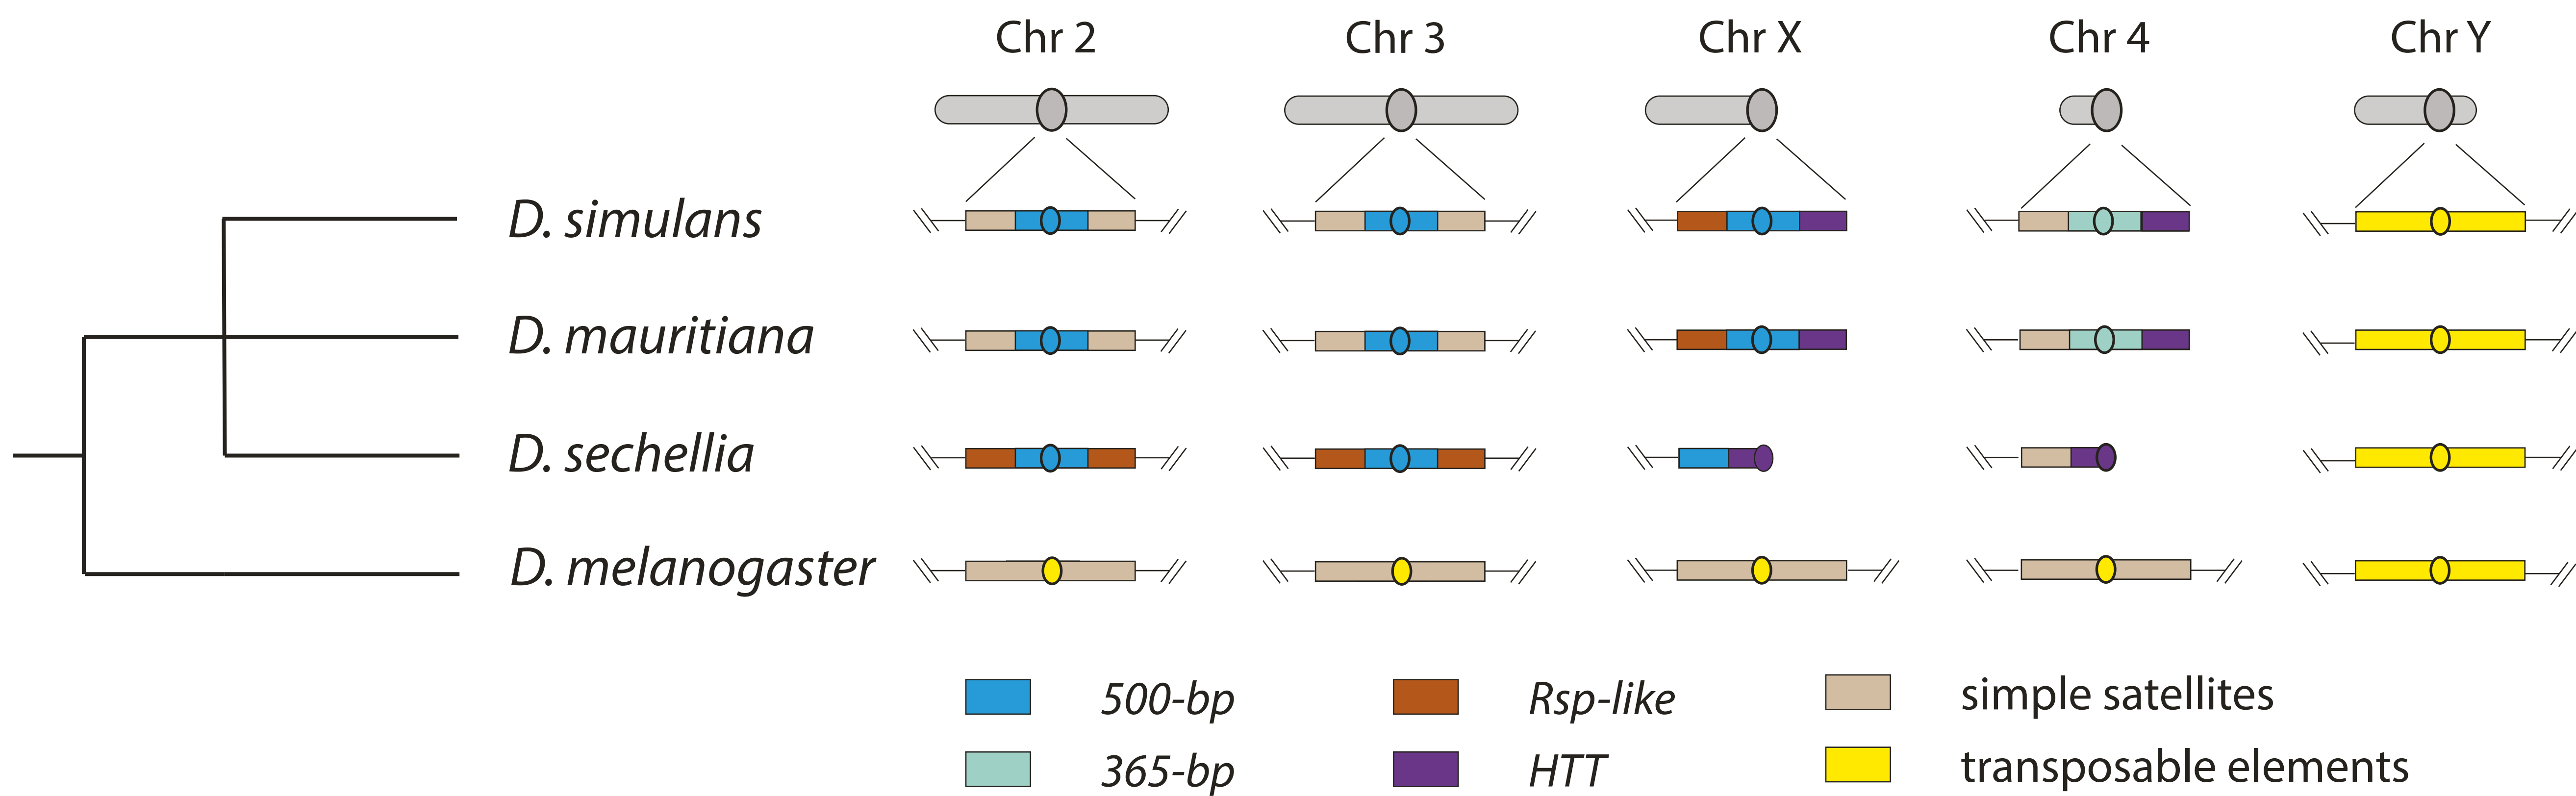 Chr 2 Chr 3 Chr X Chr 4 Chr Y
D. simulans
D. mauritiana
D. sechellia
D. melanogaster
500-bp Rsp-like simple satellites
365-bp HTT transposable elements